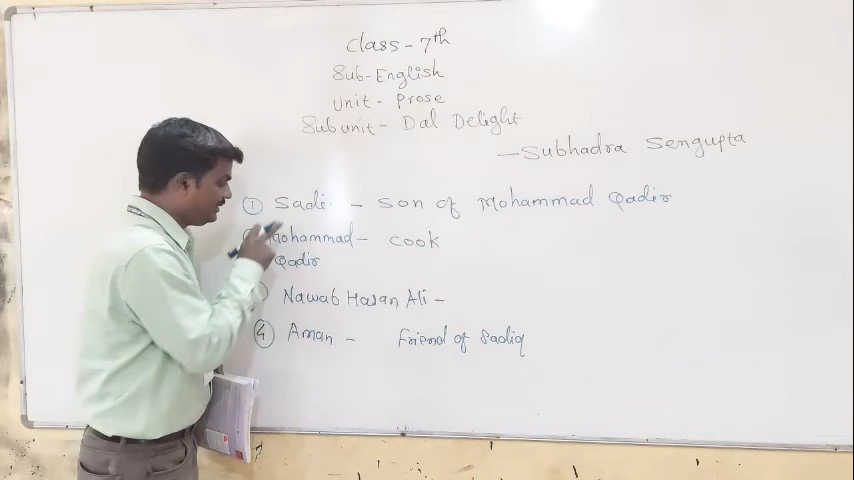 Class - 7th
Sub - English
Unit - Prose
Subunit - Dal Delight
— Subhadra Sengupta
① Sadi – Son of Mohammad Qadir
Mohammad – Cook
Qadir
Nawab Hasan Ali –
④ Aman – Friend of Sadiq